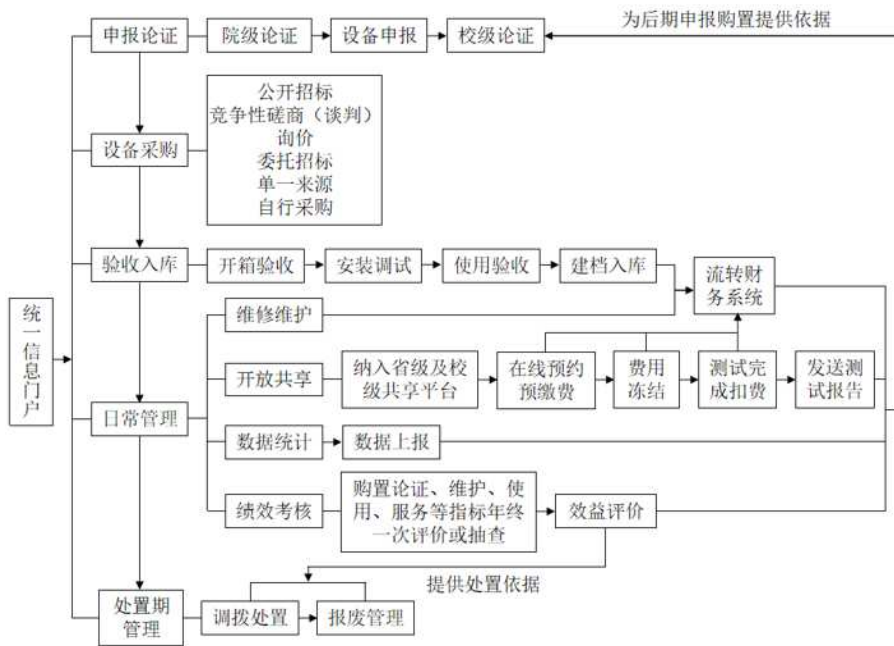 为后期申报购置提供依据
申报论证
院级论证
设备申报
校级论证
公开招标
竞争性磋商（谈判）
询价
委托招标
单一来源
自行采购
设备采购
验收入库
开箱验收
安装调试
使用验收
建档入库
流转财
务系统
统一信息门户
维修维护
开放共享
纳入省级及校
级共享平台
在线预约
预缴费
费用
冻结
测试完
成扣费
发送测
试报告
日常管理
数据统计
数据上报
绩效考核
购置论证、维护、使
用、服务等指标年终
一次评价或抽查
效益评价
提供处置依据
处置期
管理
调拨处置
报废管理